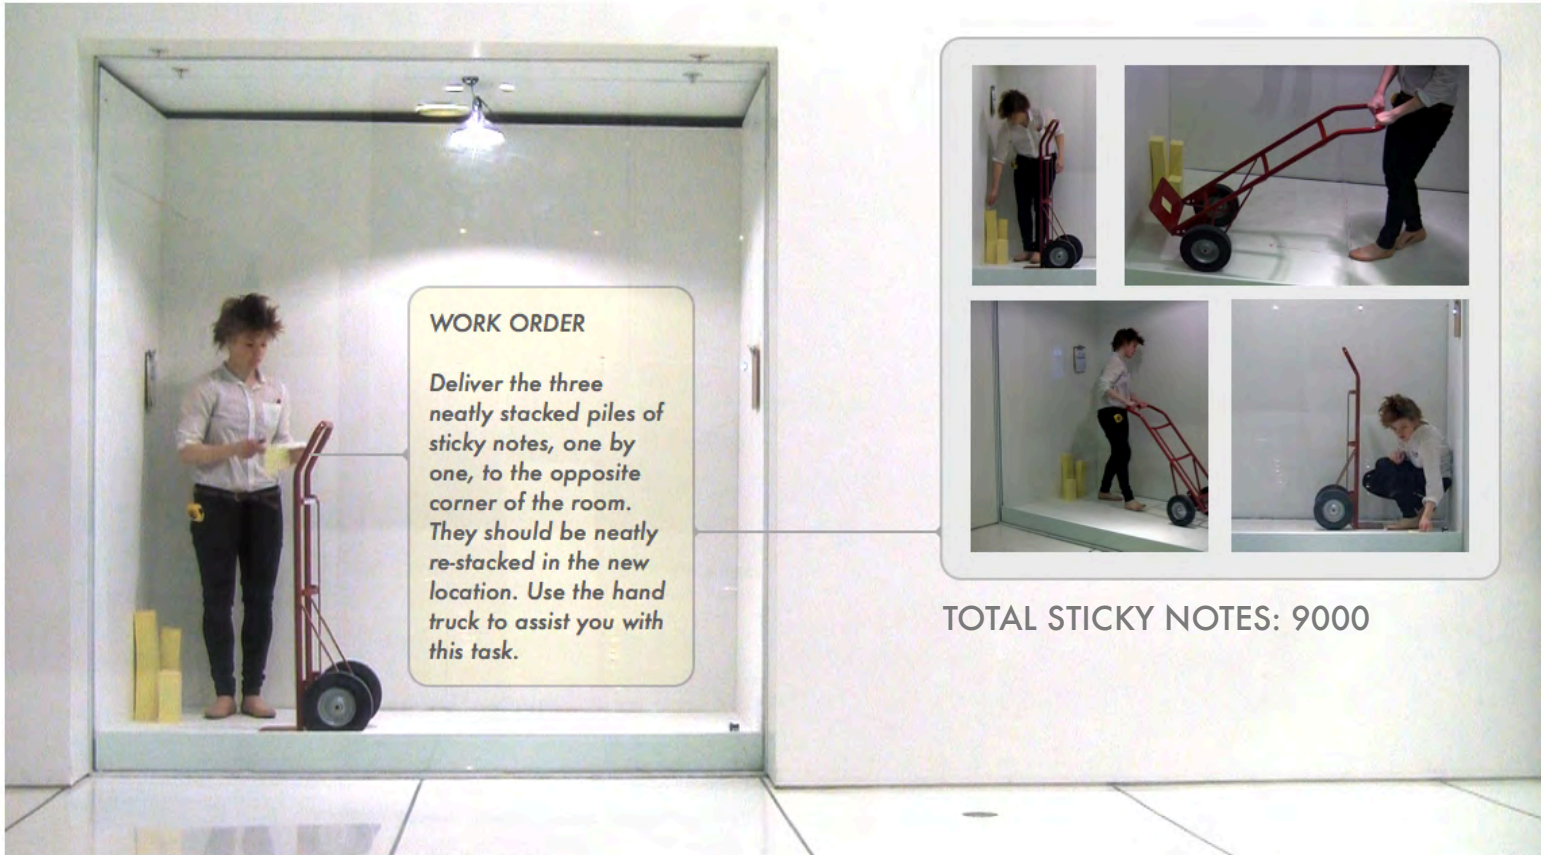 WORK ORDER
Deliver the three
neatly stacked piles of
sticky notes, one by
one, to the opposite
corner of the room.
They should be neatly
re-stacked in the new
location. Use the hand
truck to assist you with
this task.
TOTAL STICKY NOTES: 9000